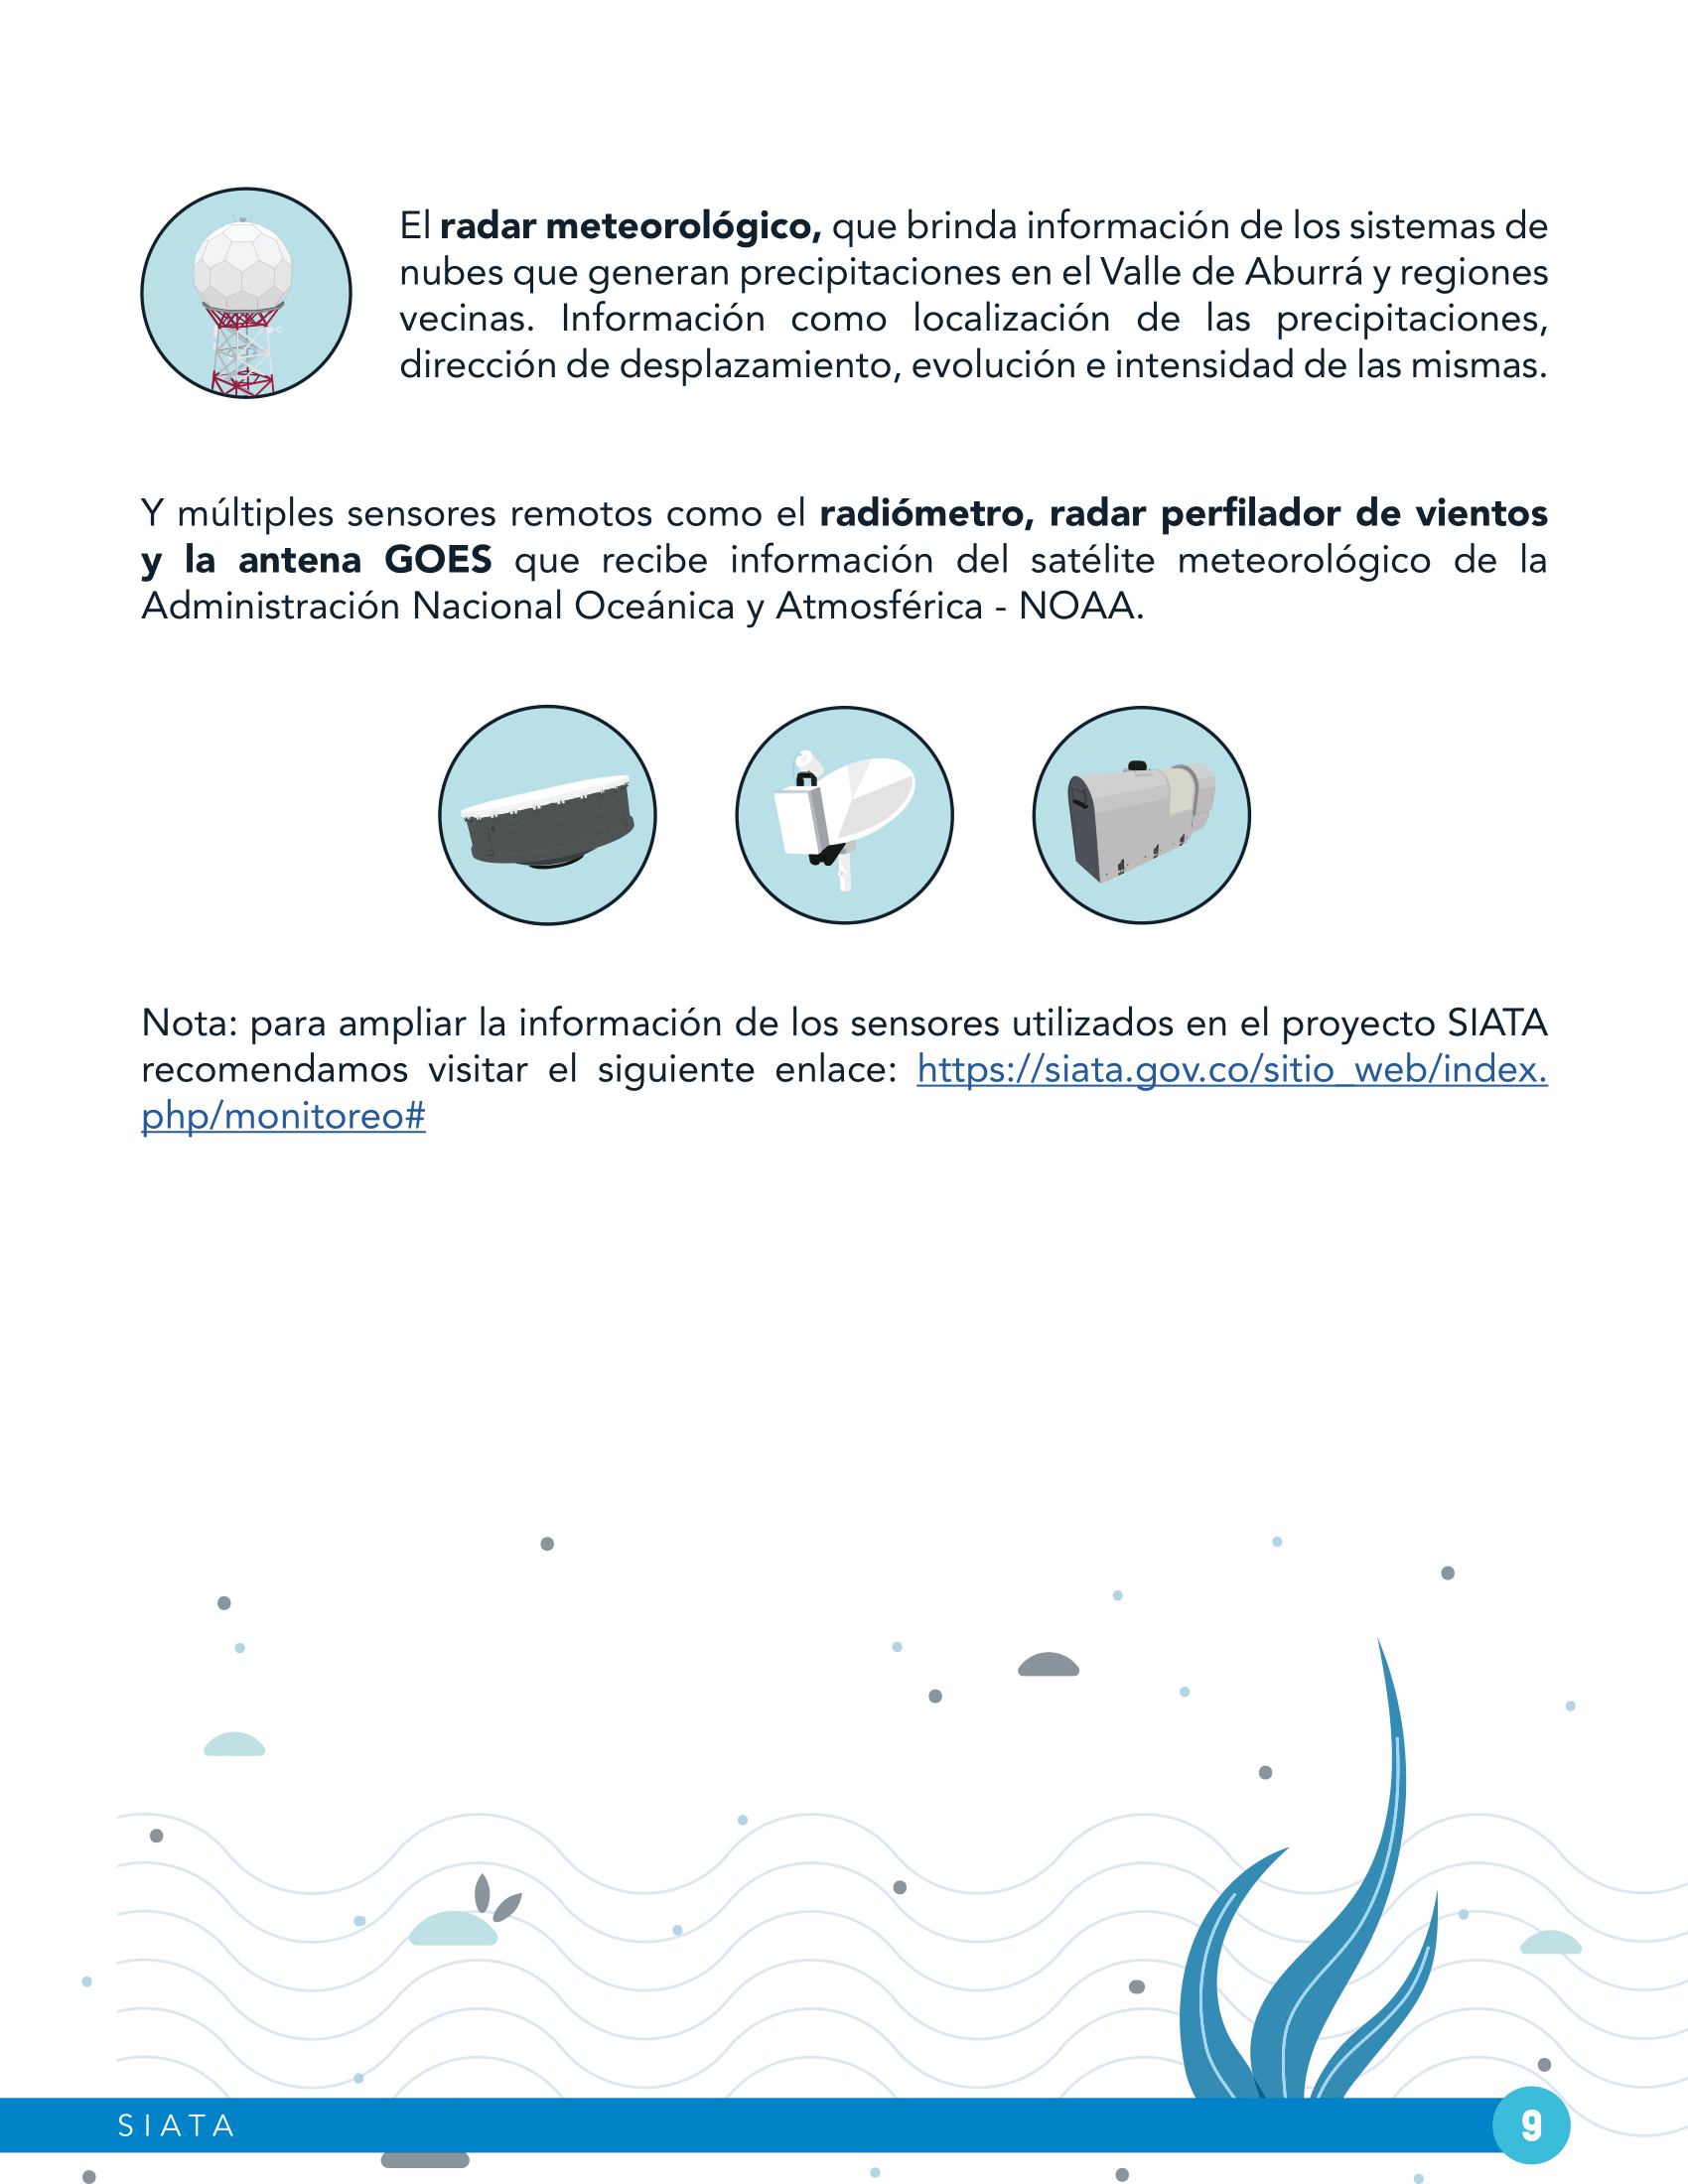 El radar meteorológico, que brinda información de los sistemas de
nubes que generan precipitaciones en el Valle de Aburrá y regiones
vecinas. Información como localización de las precipitaciones,
dirección de desplazamiento, evolución e intensidad de las mismas.
Y múltiples sensores remotos como el radiómetro, radar perfilador de vientos
y la antena GOES que recibe información del satélite meteorológico de la
Administración Nacional Oceánica y Atmosférica - NOAA.
Nota: para ampliar la información de los sensores utilizados en el proyecto SIATA
recomendamos visitar el siguiente enlace: https://siata.gov.co/sitio_web/index.
php/monitoreo#
SIATA
9